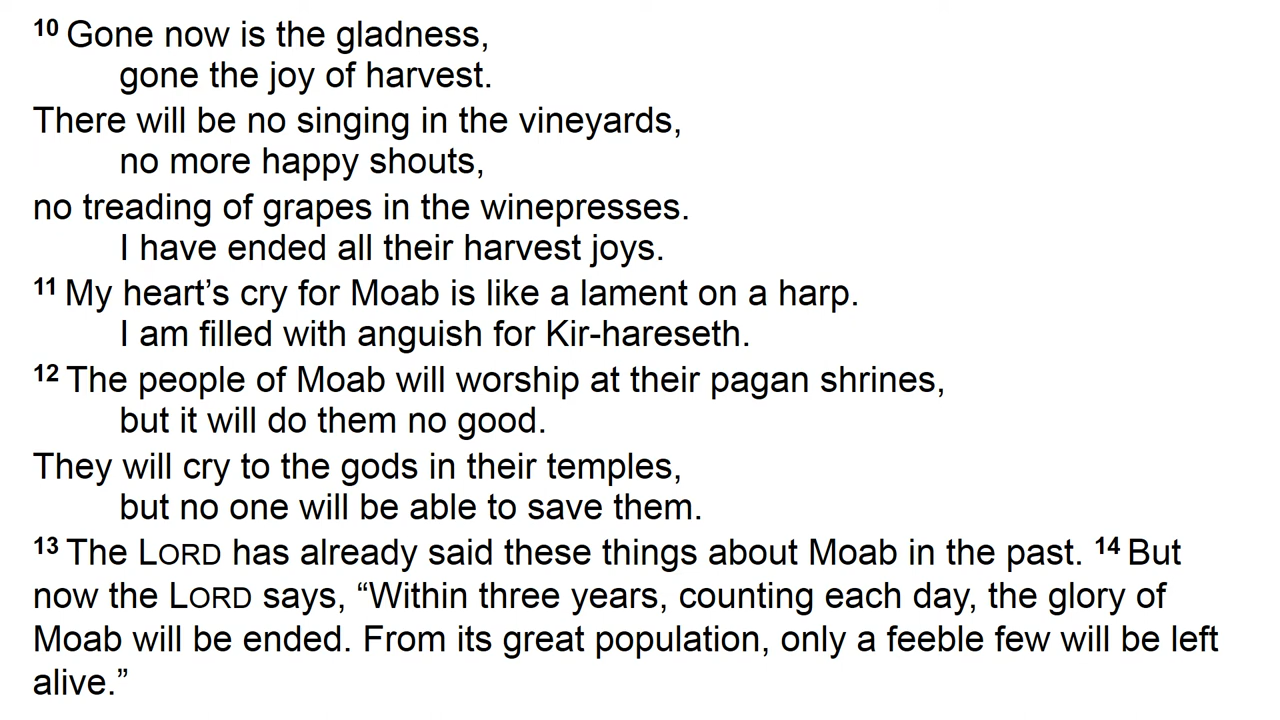 10 Gone now is the gladness,
gone the joy of harvest.
There will be no singing in the vineyards,
no more happy shouts,
no treading of grapes in the winepresses.
I have ended all their harvest joys.
11 My heart’s cry for Moab is like a lament on a harp.
I am filled with anguish for Kir-hareseth.
12 The people of Moab will worship at their pagan shrines,
but it will do them no good.
They will cry to the gods in their temples,
but no one will be able to save them.
13 The LORD has already said these things about Moab in the past. 14 But
now the LORD says, “Within three years, counting each day, the glory of
Moab will be ended. From its great population, only a feeble few will be left
alive.”